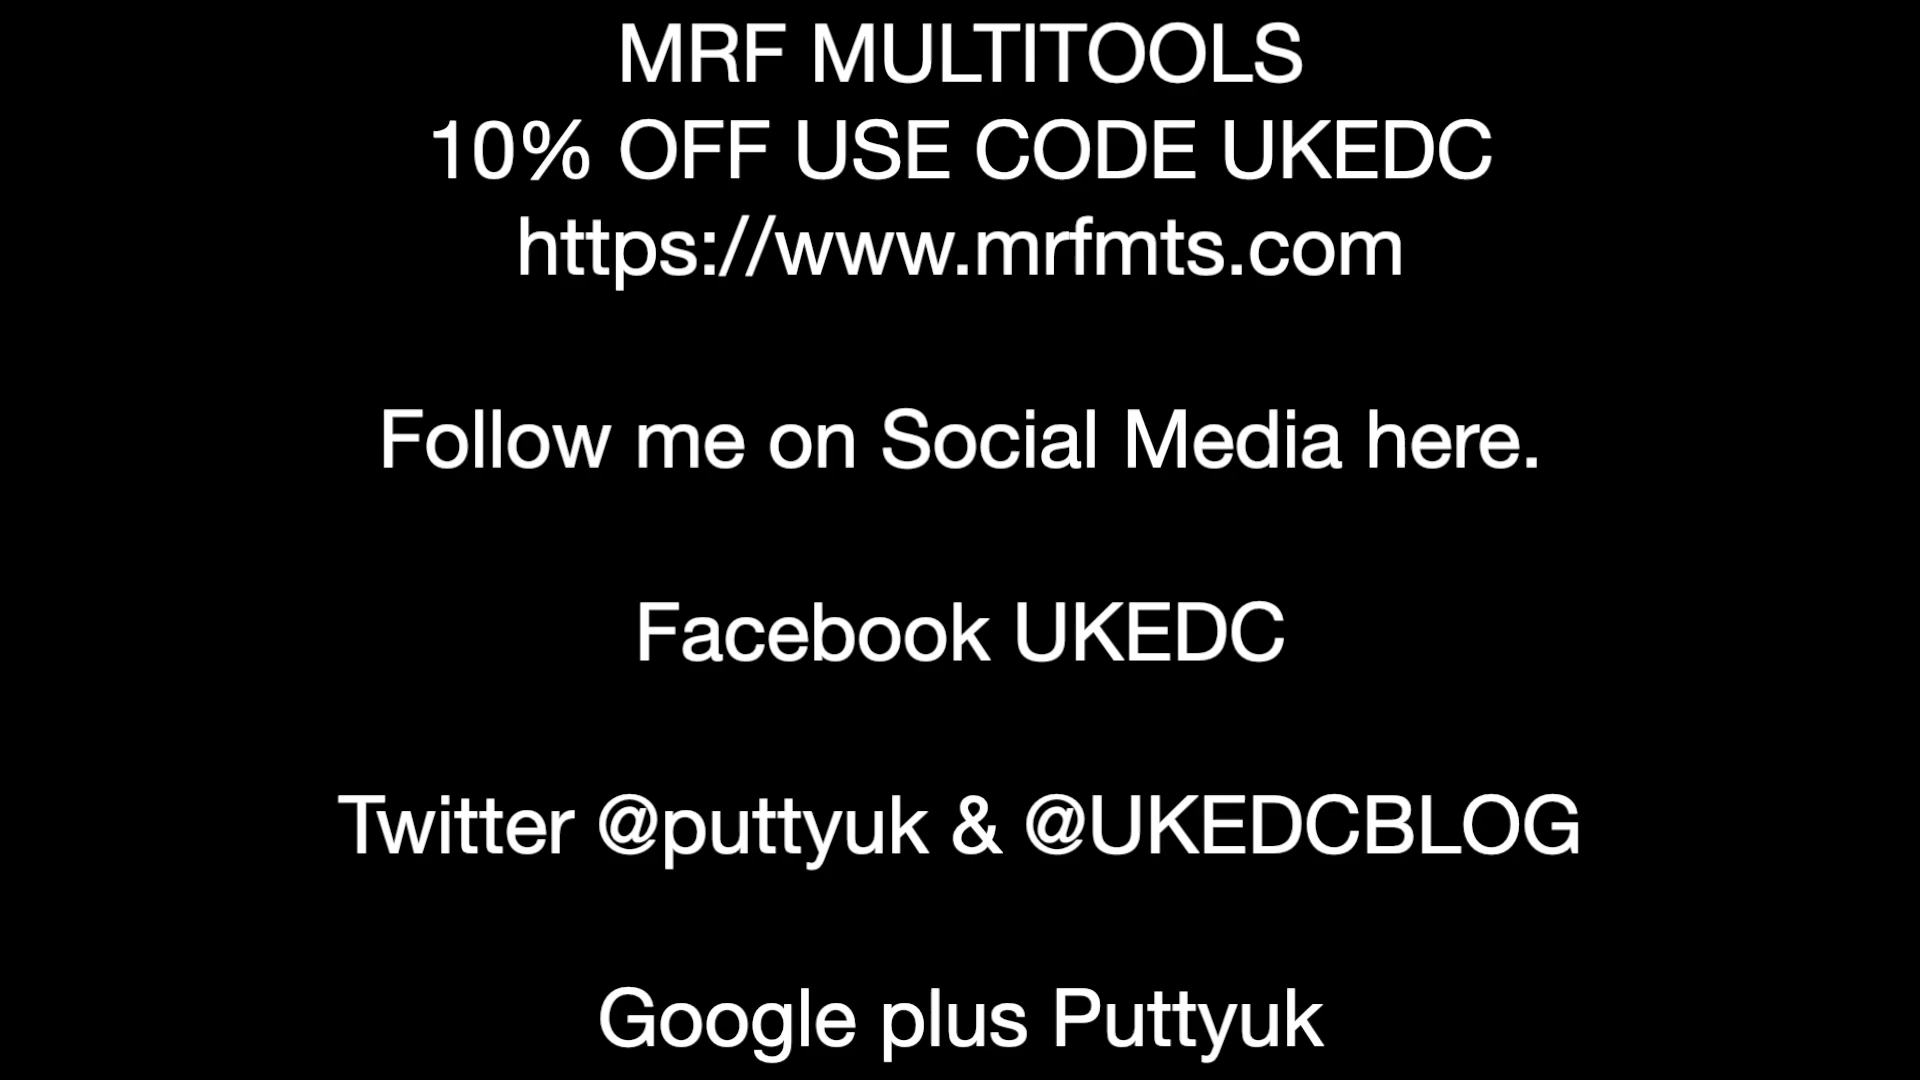 MRF MULTITOOLS
10% OFF USE CODE UKEDC
https://www.mrfmts.com
Follow me on Social Media here.
Facebook UKEDC
Twitter @puttyuk & @UKEDCBLOG
Google plus Puttyuk